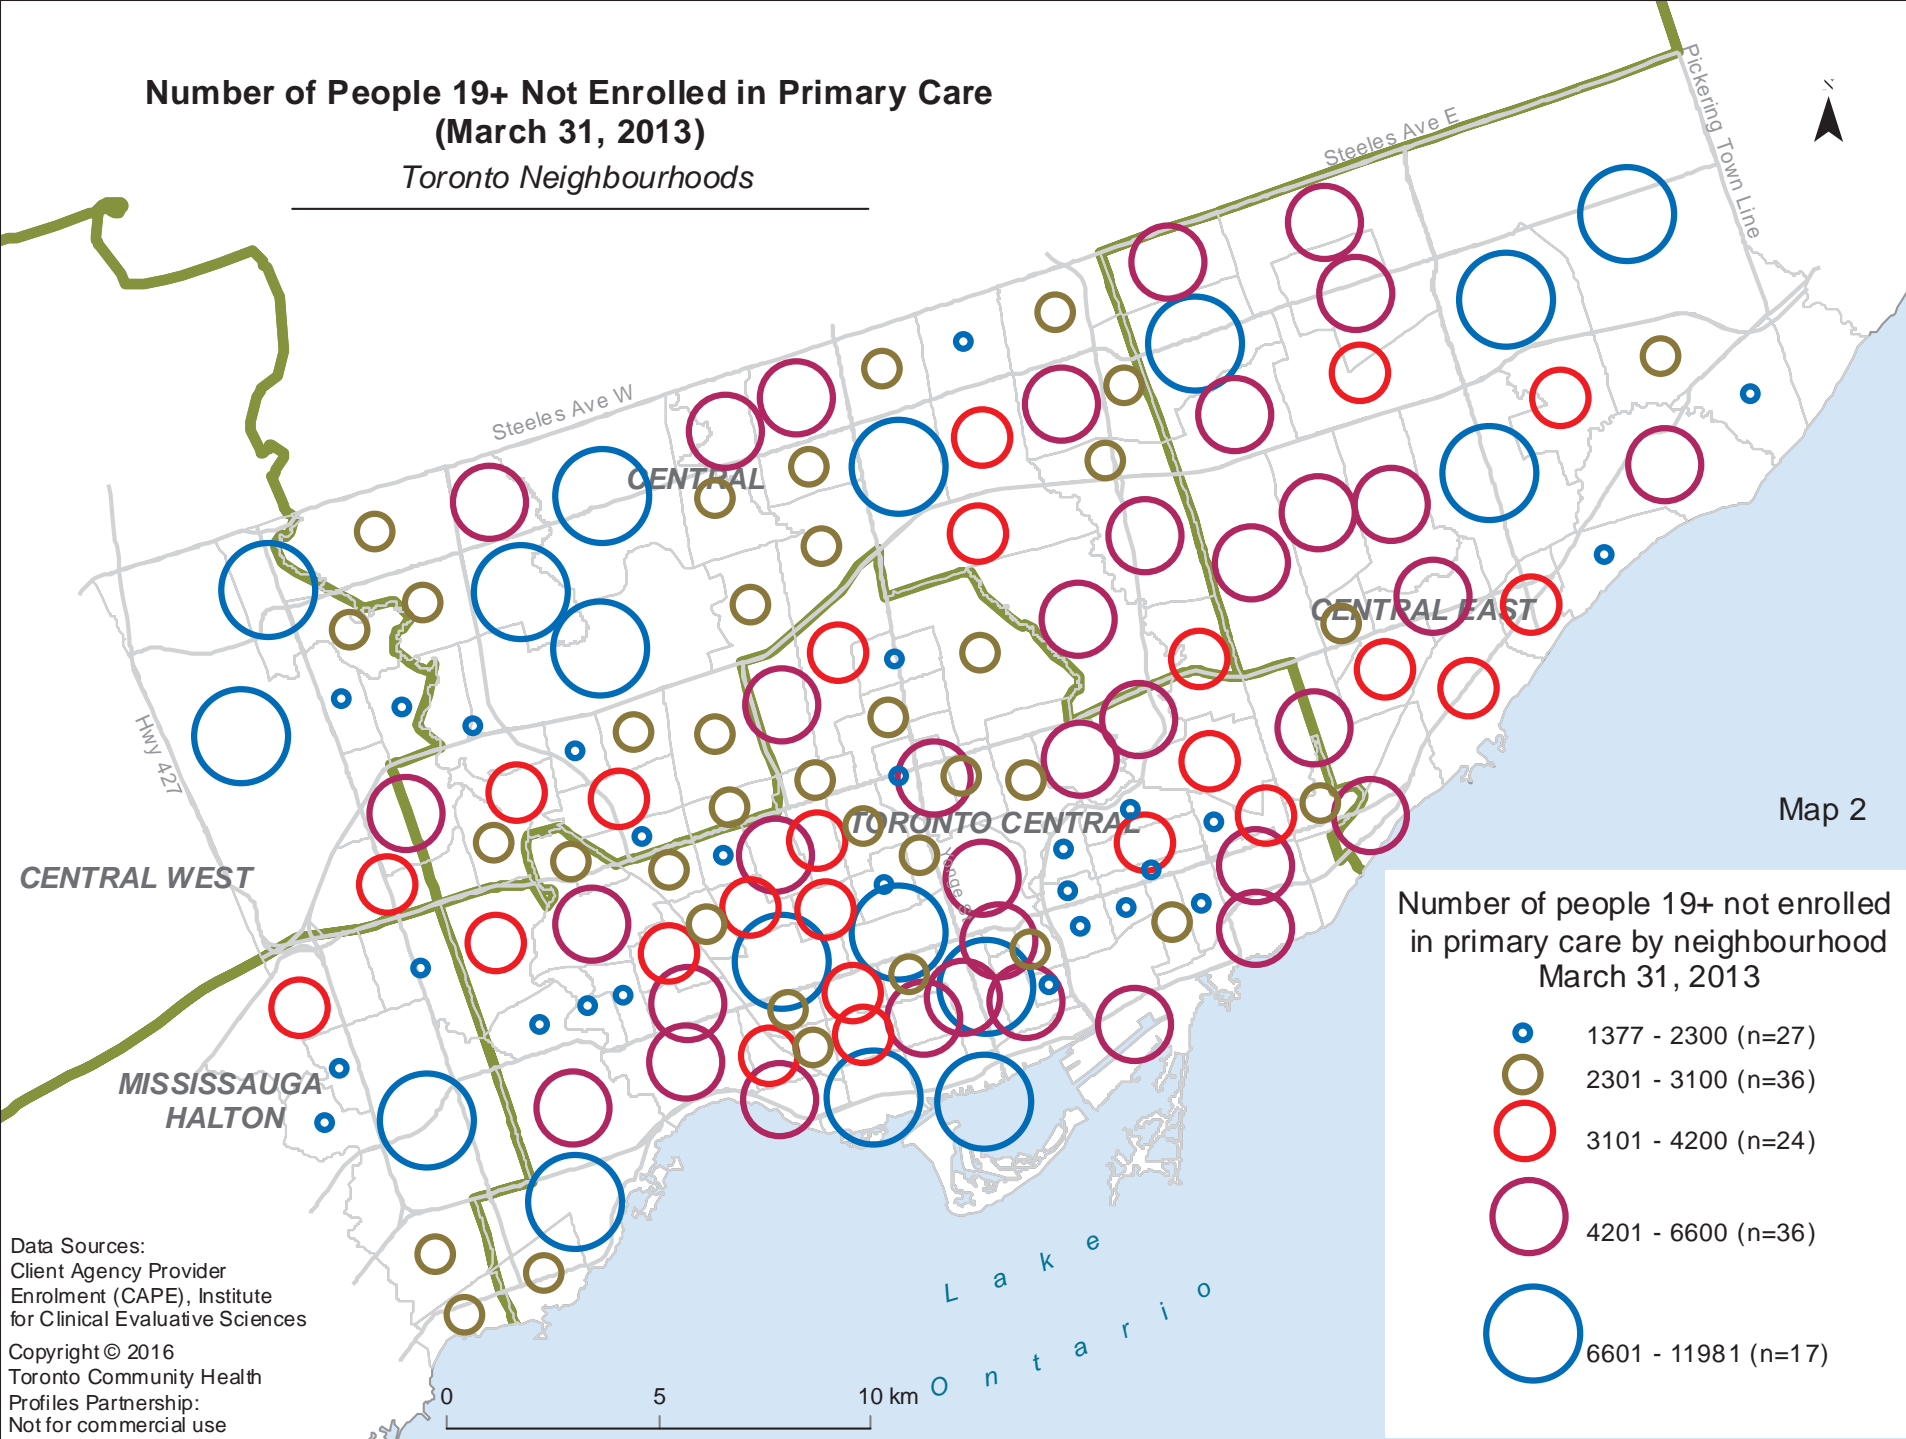 Number of People 19+ Not Enrolled in Primary Care
(March 31, 2013)
Toronto Neighbourhoods
N
Pickering Town Line
Steeles Ave E
Steeles Ave W
CENTRAL
CENTRAL EAST
Hwy 427
TORONTO CENTRAL
Map 2
CENTRAL WEST
Yonge S
MISSISSAUGA
HALTON
Number of people 19+ not enrolled
in primary care by neighbourhood
March 31, 2013
1377 - 2300 (n=27)
2301 - 3100 (n=36)
3101 - 4200 (n=24)
4201 - 6600 (n=36)
6601 - 11981 (n=17)
Lake
Ontario
Data Sources:
Client Agency Provider
Enrolment (CAPE), Institute
for Clinical Evaluative Sciences
Copyright © 2016
Toronto Community Health
Profiles Partnership:
Not for commercial use
0 5 10 km